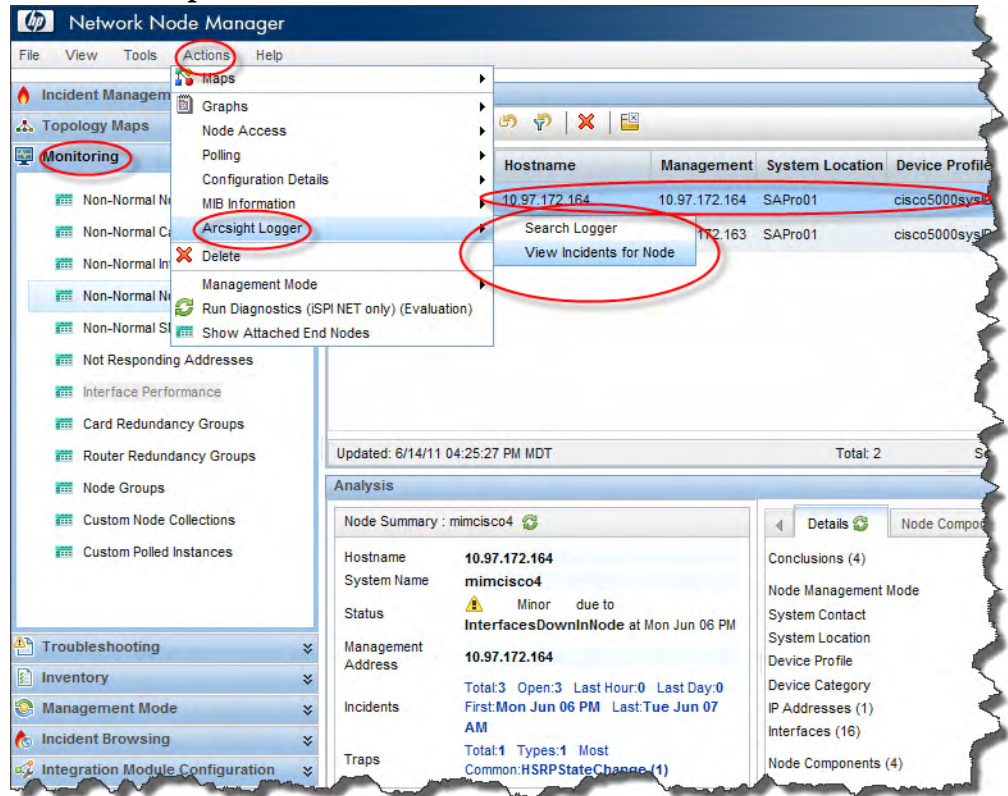 hp Network Node Manager
File View Tools Actions Help
Maps
Graphs
Node Access
Polling
Configuration Details
MIB Information
Arcsight Logger
Delete
Management Mode
Run Diagnostics (iSPI NET only) (Evaluation)
Show Attached End Nodes
Search Logger
View Incidents for Node
Incident Managem
Topology Maps
Monitoring
Non-Normal N
Non-Normal Ca
Non-Normal In
Non-Normal N
Non-Normal S
Not Responding Addresses
Interface Performance
Card Redundancy Groups
Router Redundancy Groups
Node Groups
Custom Node Collections
Custom Polled Instances
Troubleshooting
Inventory
Management Mode
Incident Browsing
Integration Module Configuration
Hostname Management System Location Device Profile
10.97.172.164 10.97.172.164 SAPro01 cisco5000sysID
172.163 SAPro01 cisco5000sysID
Updated: 6/14/11 04:25:27 PM MDT Total: 2 Se
Analysis
Node Summary : mimcisco4
Hostname 10.97.172.164
System Name mimcisco4
Status Minor due to
InterfacesDownInNode at Mon Jun 06 PM
Management
Address 10.97.172.164
Incidents Total:3 Open:3 Last Hour:0 Last Day:0
First:Mon Jun 06 PM Last:Tue Jun 07
AM
Traps Total:1 Types:1 Most
Common:HSRPStateChange (1)
Details Node Compon
Conclusions (4)
Node Management Mode
System Contact
System Location
Device Profile
Device Category
IP Addresses (1)
Interfaces (16)
Node Components (4)